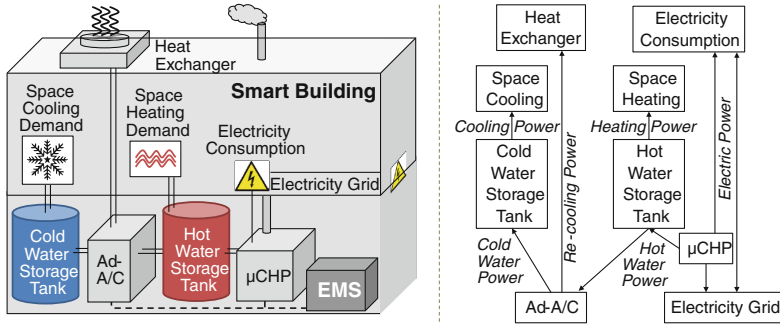 Heat
Exchanger
Smart Building
Space
Cooling
Demand
Space
Heating
Demand
Electricity
Consumption
Electricity Grid
Cold
Water
Storage
Tank
Ad-
A/C
Hot
Water
Storage
Tank
µCHP
EMS
Heat
Exchanger
Electricity
Consumption
Space
Cooling
Space
Heating
Cooling Power
Re-cooling Power
Heating Power
Electric Power
Cold
Water
Storage
Tank
Hot
Water
Storage
Tank
Cold
Water
Power
Hot
Water
Power
µCHP
Ad-A/C
Electricity Grid